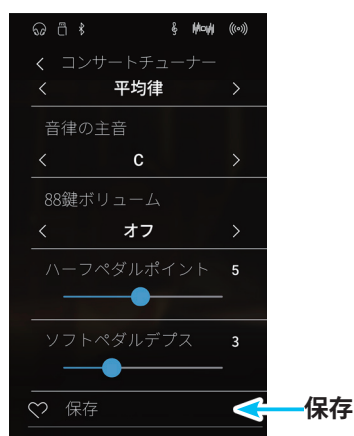 コンサートチューナー
平均律
音律の主音
C
88鍵ボリューム
オフ
ハーフペダルポイント 5
ソフトペダルデプス 3
保存 保存